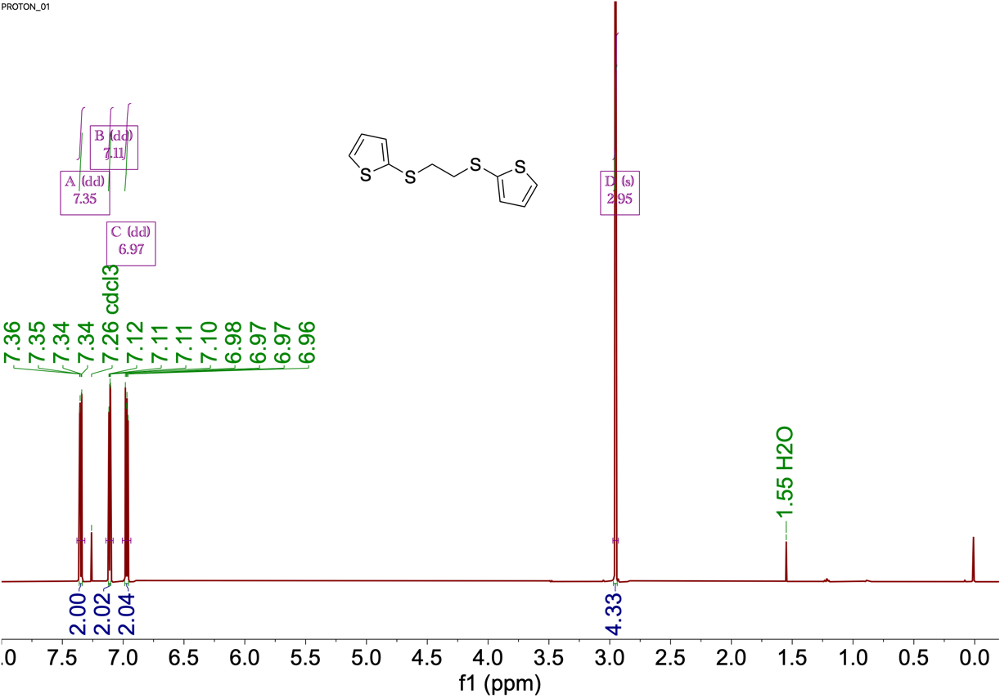 PROTON_01
B (dd)
7.11
A (dd)
7.35
D (s)
2.95
C (dd)
6.97
S
S
S
S
7.36
7.35
7.34
7.34
7.26 cdcl3
7.12
7.11
7.11
7.10
6.98
6.97
6.97
6.96
1.55 H2O
2.00
2.02
2.04
4.33
.0 7.5 7.0 6.5 6.0 5.5 5.0 4.5 4.0 3.5 3.0 2.5 2.0 1.5 1.0 0.5 0.0
f1 (ppm)